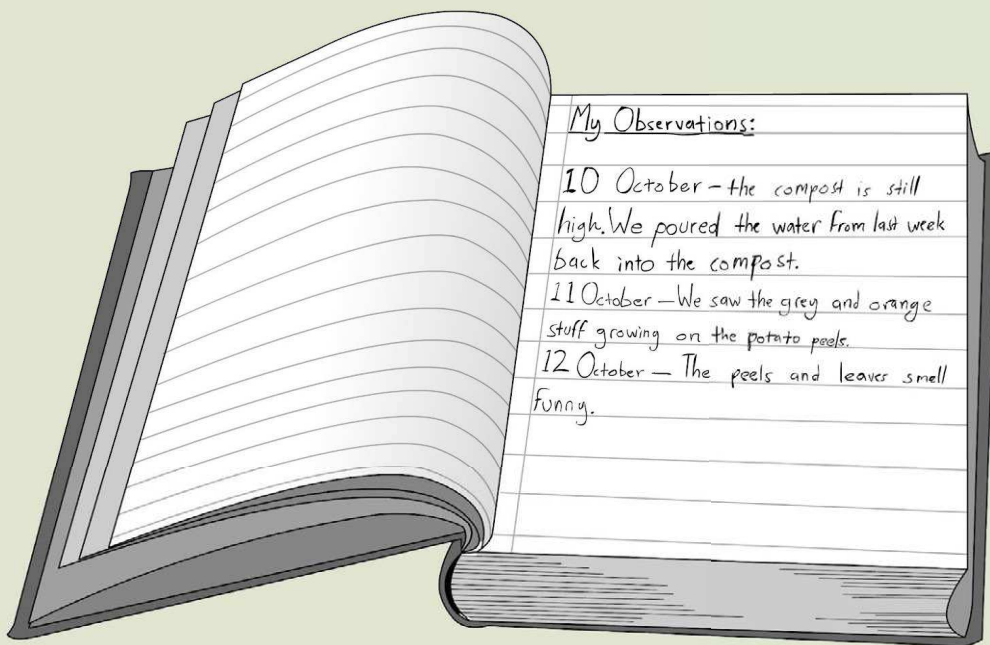 My Observations:
10 October – the compost is still
high. We poured the water from last week
back into the compost.
11 October – We saw the grey and orange
stuff growing on the potato peels.
12 October – The peels and leaves smell
funny.